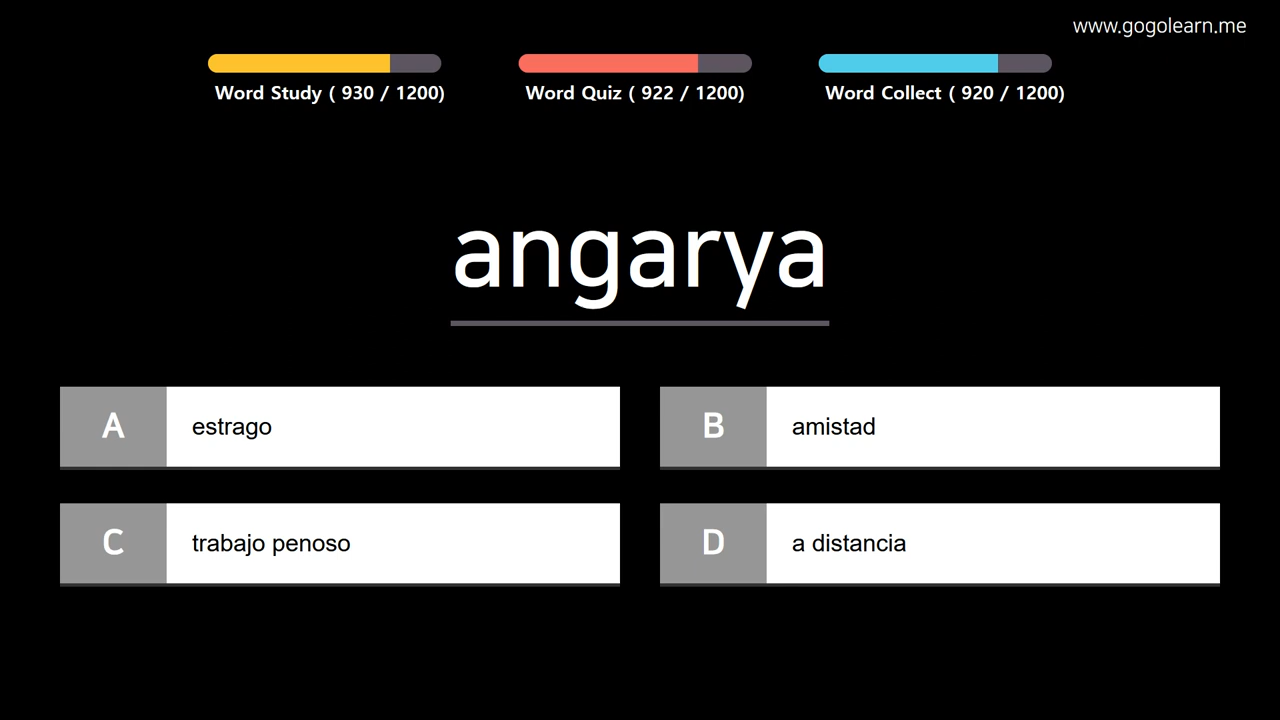 www.gogolearn.me
Word Study ( 930 / 1200)
Word Quiz ( 922 / 1200)
Word Collect ( 920 / 1200)
angarya
A estrago
B amistad
C trabajo penoso
D a distancia